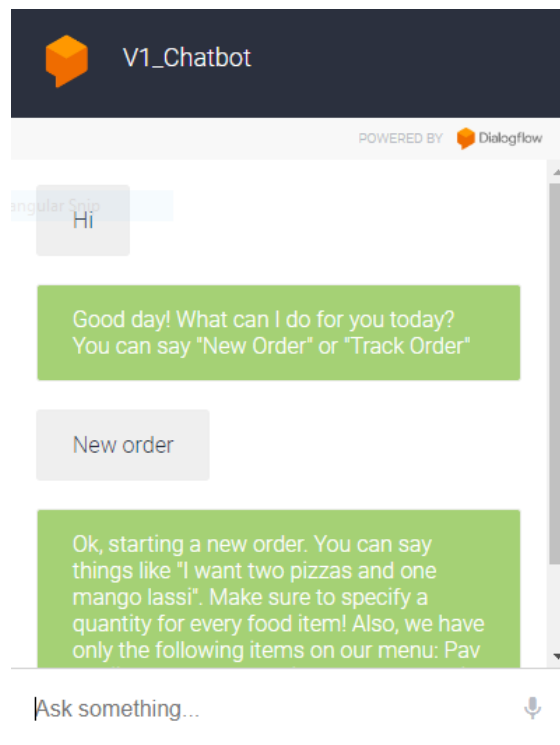 V1_Chatbot
POWERED BY Dialogflow
angular Snip
Hi
Good day! What can I do for you today?
You can say "New Order" or "Track Order"
New order
Ok, starting a new order. You can say
things like "I want two pizzas and one
mango lassi". Make sure to specify a
quantity for every food item! Also, we have
only the following items on our menu: Pav
Ask something...